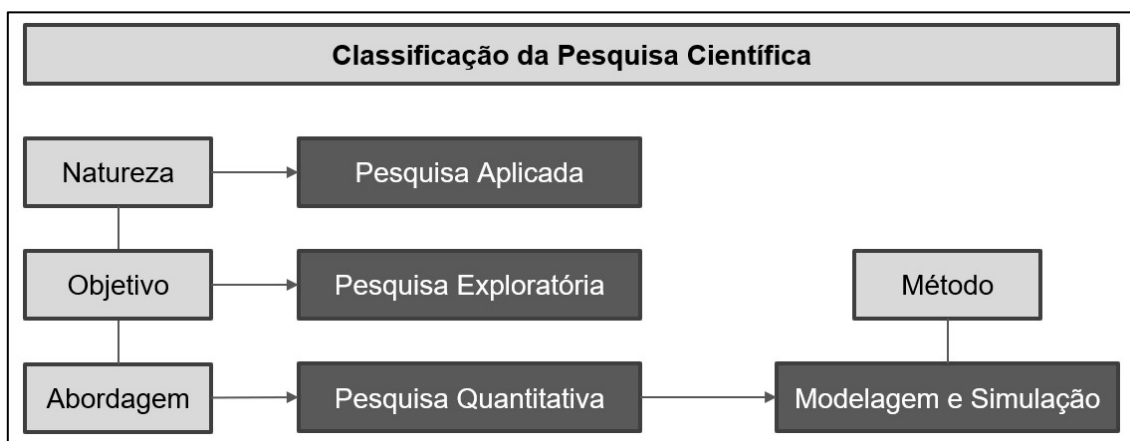 Classificação da Pesquisa Científica
Natureza
Pesquisa Aplicada
Objetivo
Pesquisa Exploratória
Método
Abordagem
Pesquisa Quantitativa
Modelagem e Simulação